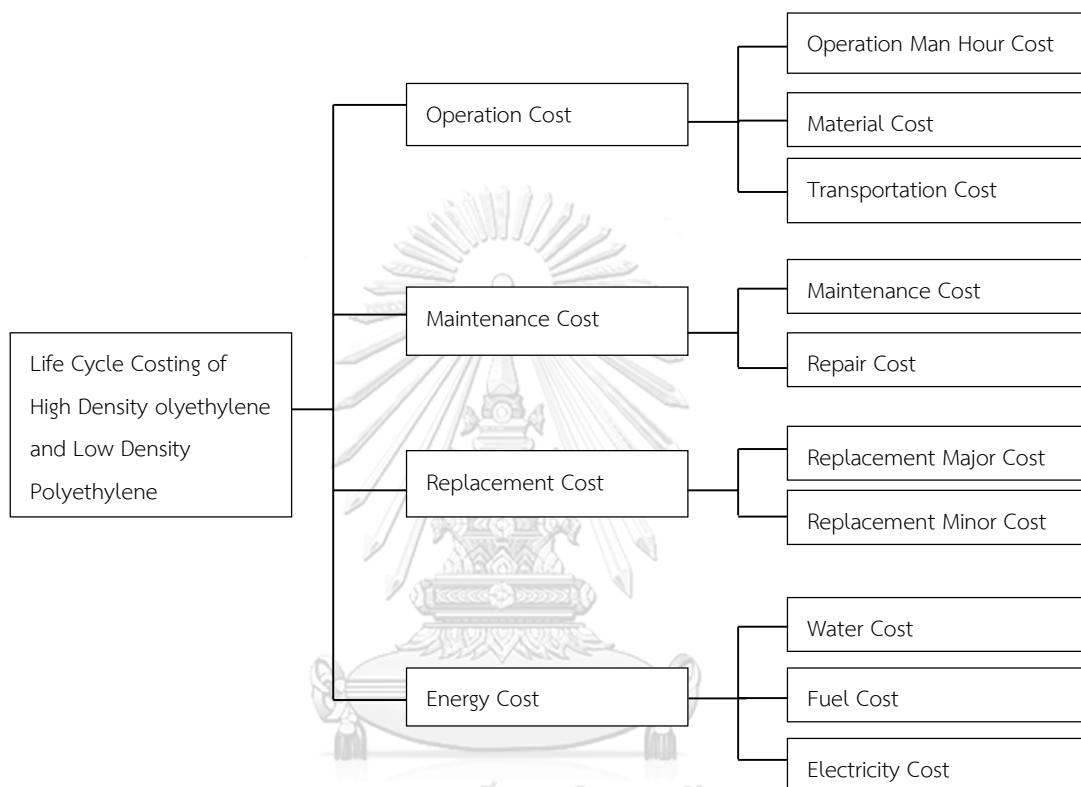 Operation Man Hour Cost
Operation Cost
Material Cost
Transportation Cost
Maintenance Cost
Maintenance Cost
Repair Cost
Life Cycle Costing of
High Density olyethylene
and Low Density
Polyethylene
Replacement Major Cost
Replacement Cost
Replacement Minor Cost
Water Cost
Energy Cost
Fuel Cost
Electricity Cost